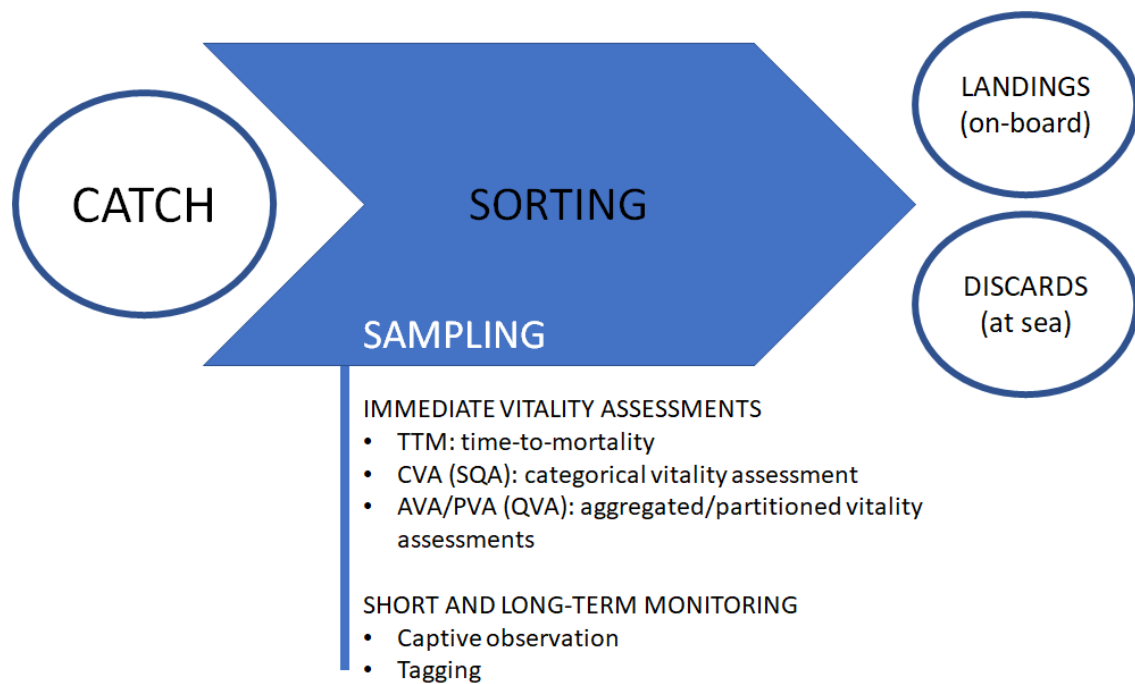 CATCH
SORTING
SAMPLING
LANDINGS
(on-board)
DISCARDS
(at sea)
IMMEDIATE VITALITY ASSESSMENTS
• TTM: time-to-mortality
• CVA (SQA): categorical vitality assessment
• AVA/PVA (QVA): aggregated/partitioned vitality
assessments
SHORT AND LONG-TERM MONITORING
• Captive observation
• Tagging